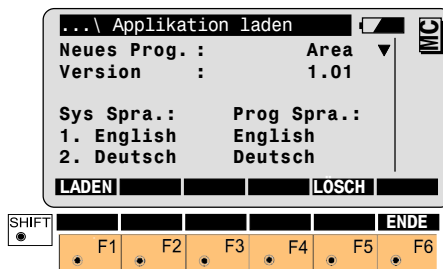 ...\ Applikation laden
MC
Neues Prog. : Area
Version : 1.01
Sys Spra.: Prog Spra.:
1. English English
2. Deutsch Deutsch
LADEN LÖSCH
SHIFT ENDE
F1 F2 F3 F4 F5 F6